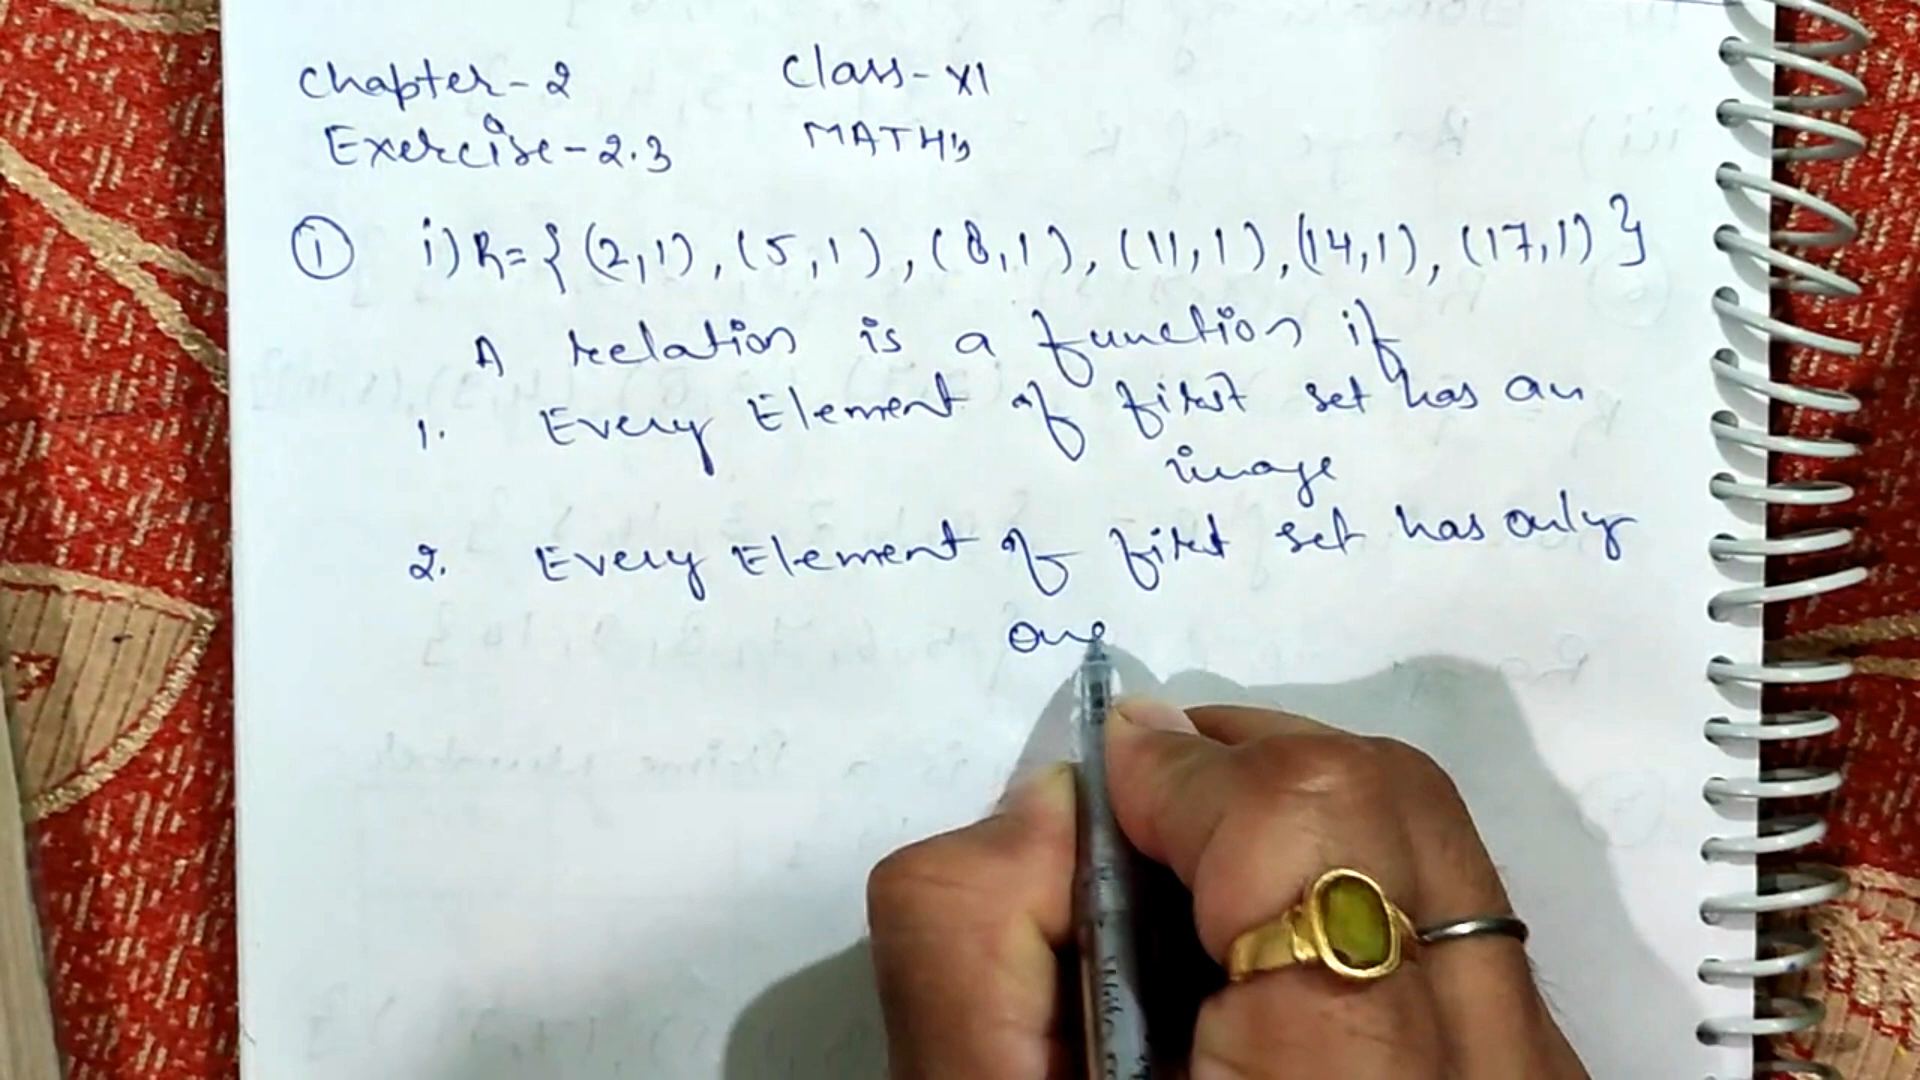 Chapter-2 Class-XI
Exercise-2.3 MATH's
1 i) R= {(2,1), (5,1), (8,1), (11,1), (14,1), (17,1)}
A relation is a function if
1. Every Element of first set has an
image
2. Every Element of first set has only
one